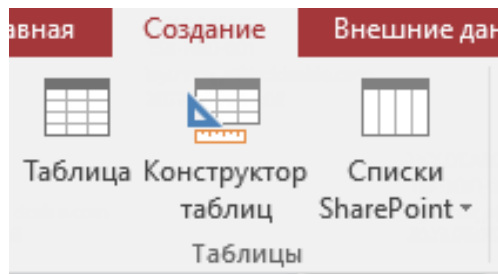 авная Создание Внешние дан
Таблица Конструктор таблиц Списки SharePoint
Таблицы